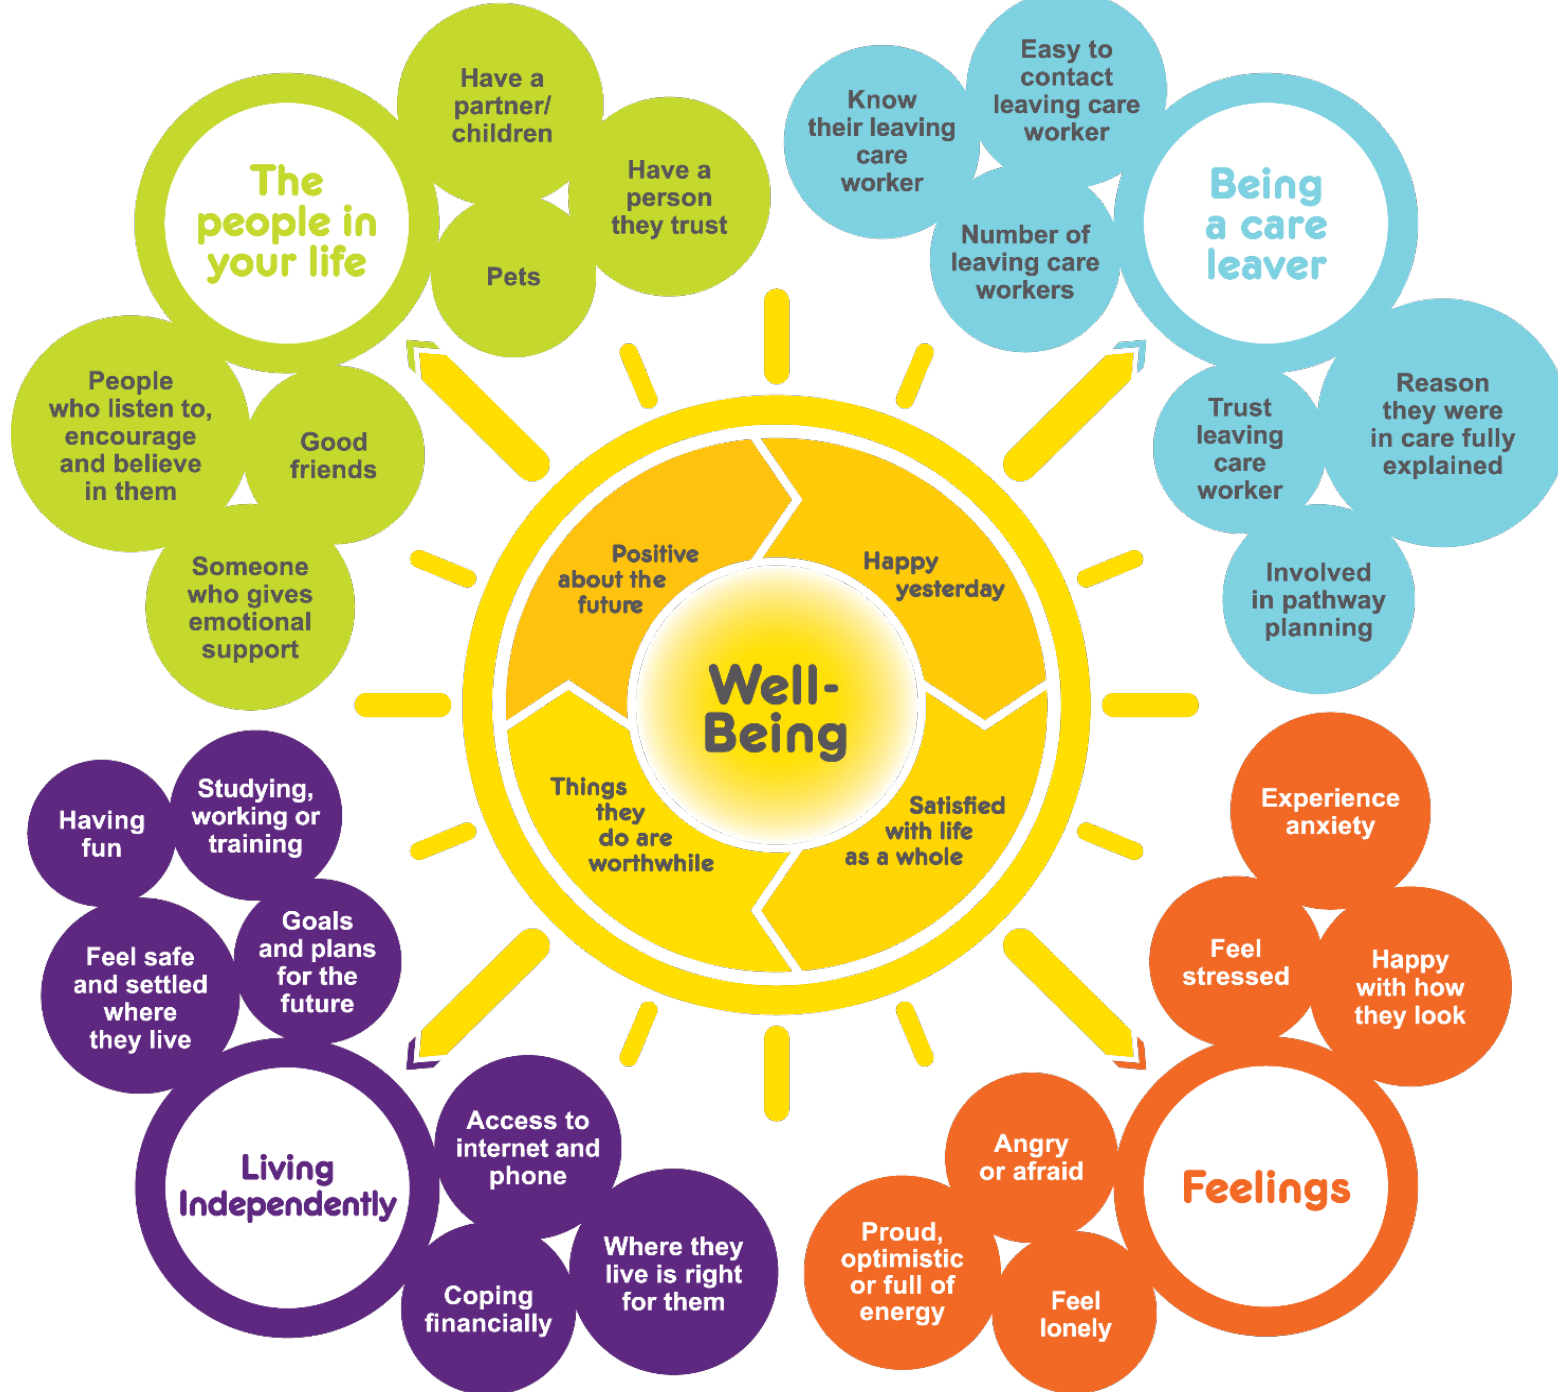 The
people in
your life
Have a
partner/
children
Have a
person
they trust
Pets
People
who listen to,
encourage
and believe
in them
Good
friends
Someone
who gives
emotional
support
Being
a care
leaver
Know
their leaving
care
worker
Easy to
contact
leaving care
worker
Number of
leaving care
workers
Trust
leaving
care
worker
Reason
they were
in care fully
explained
Involved
in pathway
planning
Well-
Being
Positive
about the
future
Happy
yesterday
Satisfied
with life
as a whole
Things
they
do are
worthwhile
Living
Independently
Having
fun
Studying,
working or
training
Feel safe
and settled
where
they live
Goals
and plans
for the
future
Access to
internet and
phone
Coping
financially
Where they
live is right
for them
Feelings
Experience
anxiety
Feel
stressed
Happy
with how
they look
Angry
or afraid
Proud,
optimistic
or full of
energy
Feel
lonely